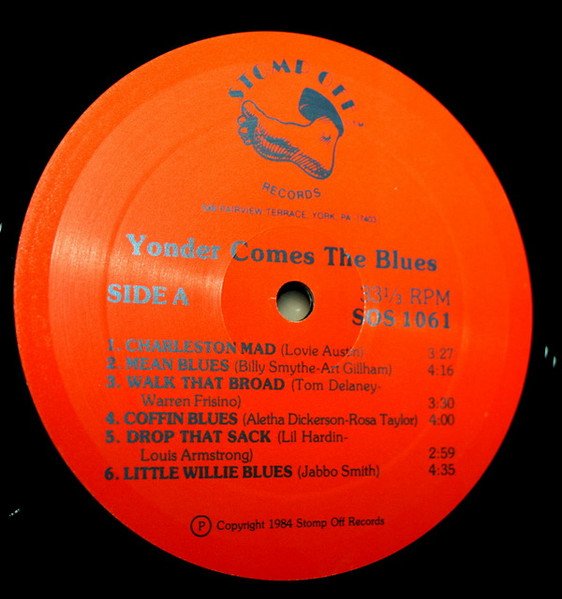 STOMP OFF
RECORDS
FAIRVIEW TERRACE, YORK, PA 17403
Yonder Comes The Blues
SIDE A
33⅓ RPM
SOS 1061
1. CHARLESTON MAD (Lovie Austin) 3:27
2. MEAN BLUES (Billy Smythe-Art Gillham) 4:16
3. WALK THAT BROAD (Tom Delaney-
Warren Frisino) 3:30
4. COFFIN BLUES (Aletha Dickerson-Rosa Taylor) 4:00
5. DROP THAT SACK (Lil Hardin-
Louis Armstrong) 2:59
6. LITTLE WILLIE BLUES (Jabbo Smith) 4:35
Ⓟ Copyright 1984 Stomp Off Records